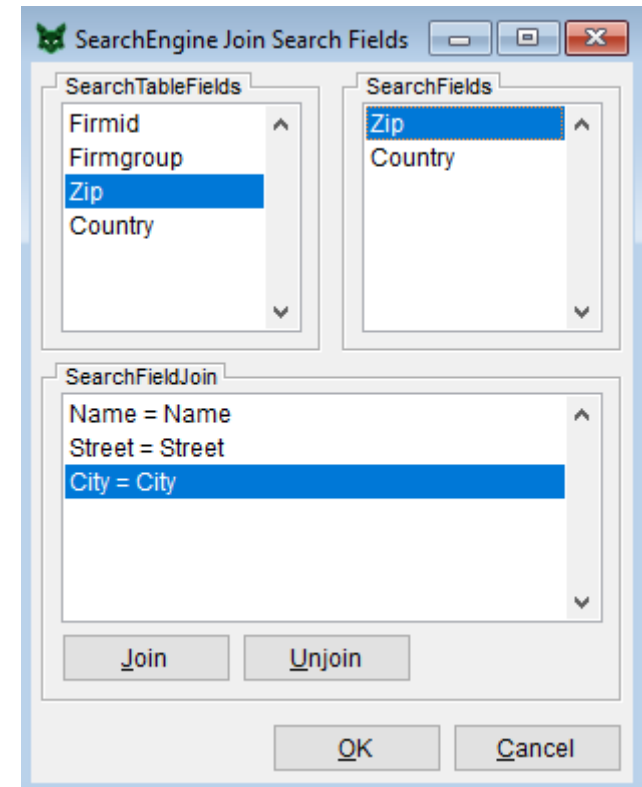 SearchEngine Join Search Fields
SearchTableFields
Firmid
Firmgroup
Zip
Country
SearchFields
Zip
Country
SearchFieldJoin
Name = Name
Street = Street
City = City
Join
Unjoin
OK
Cancel